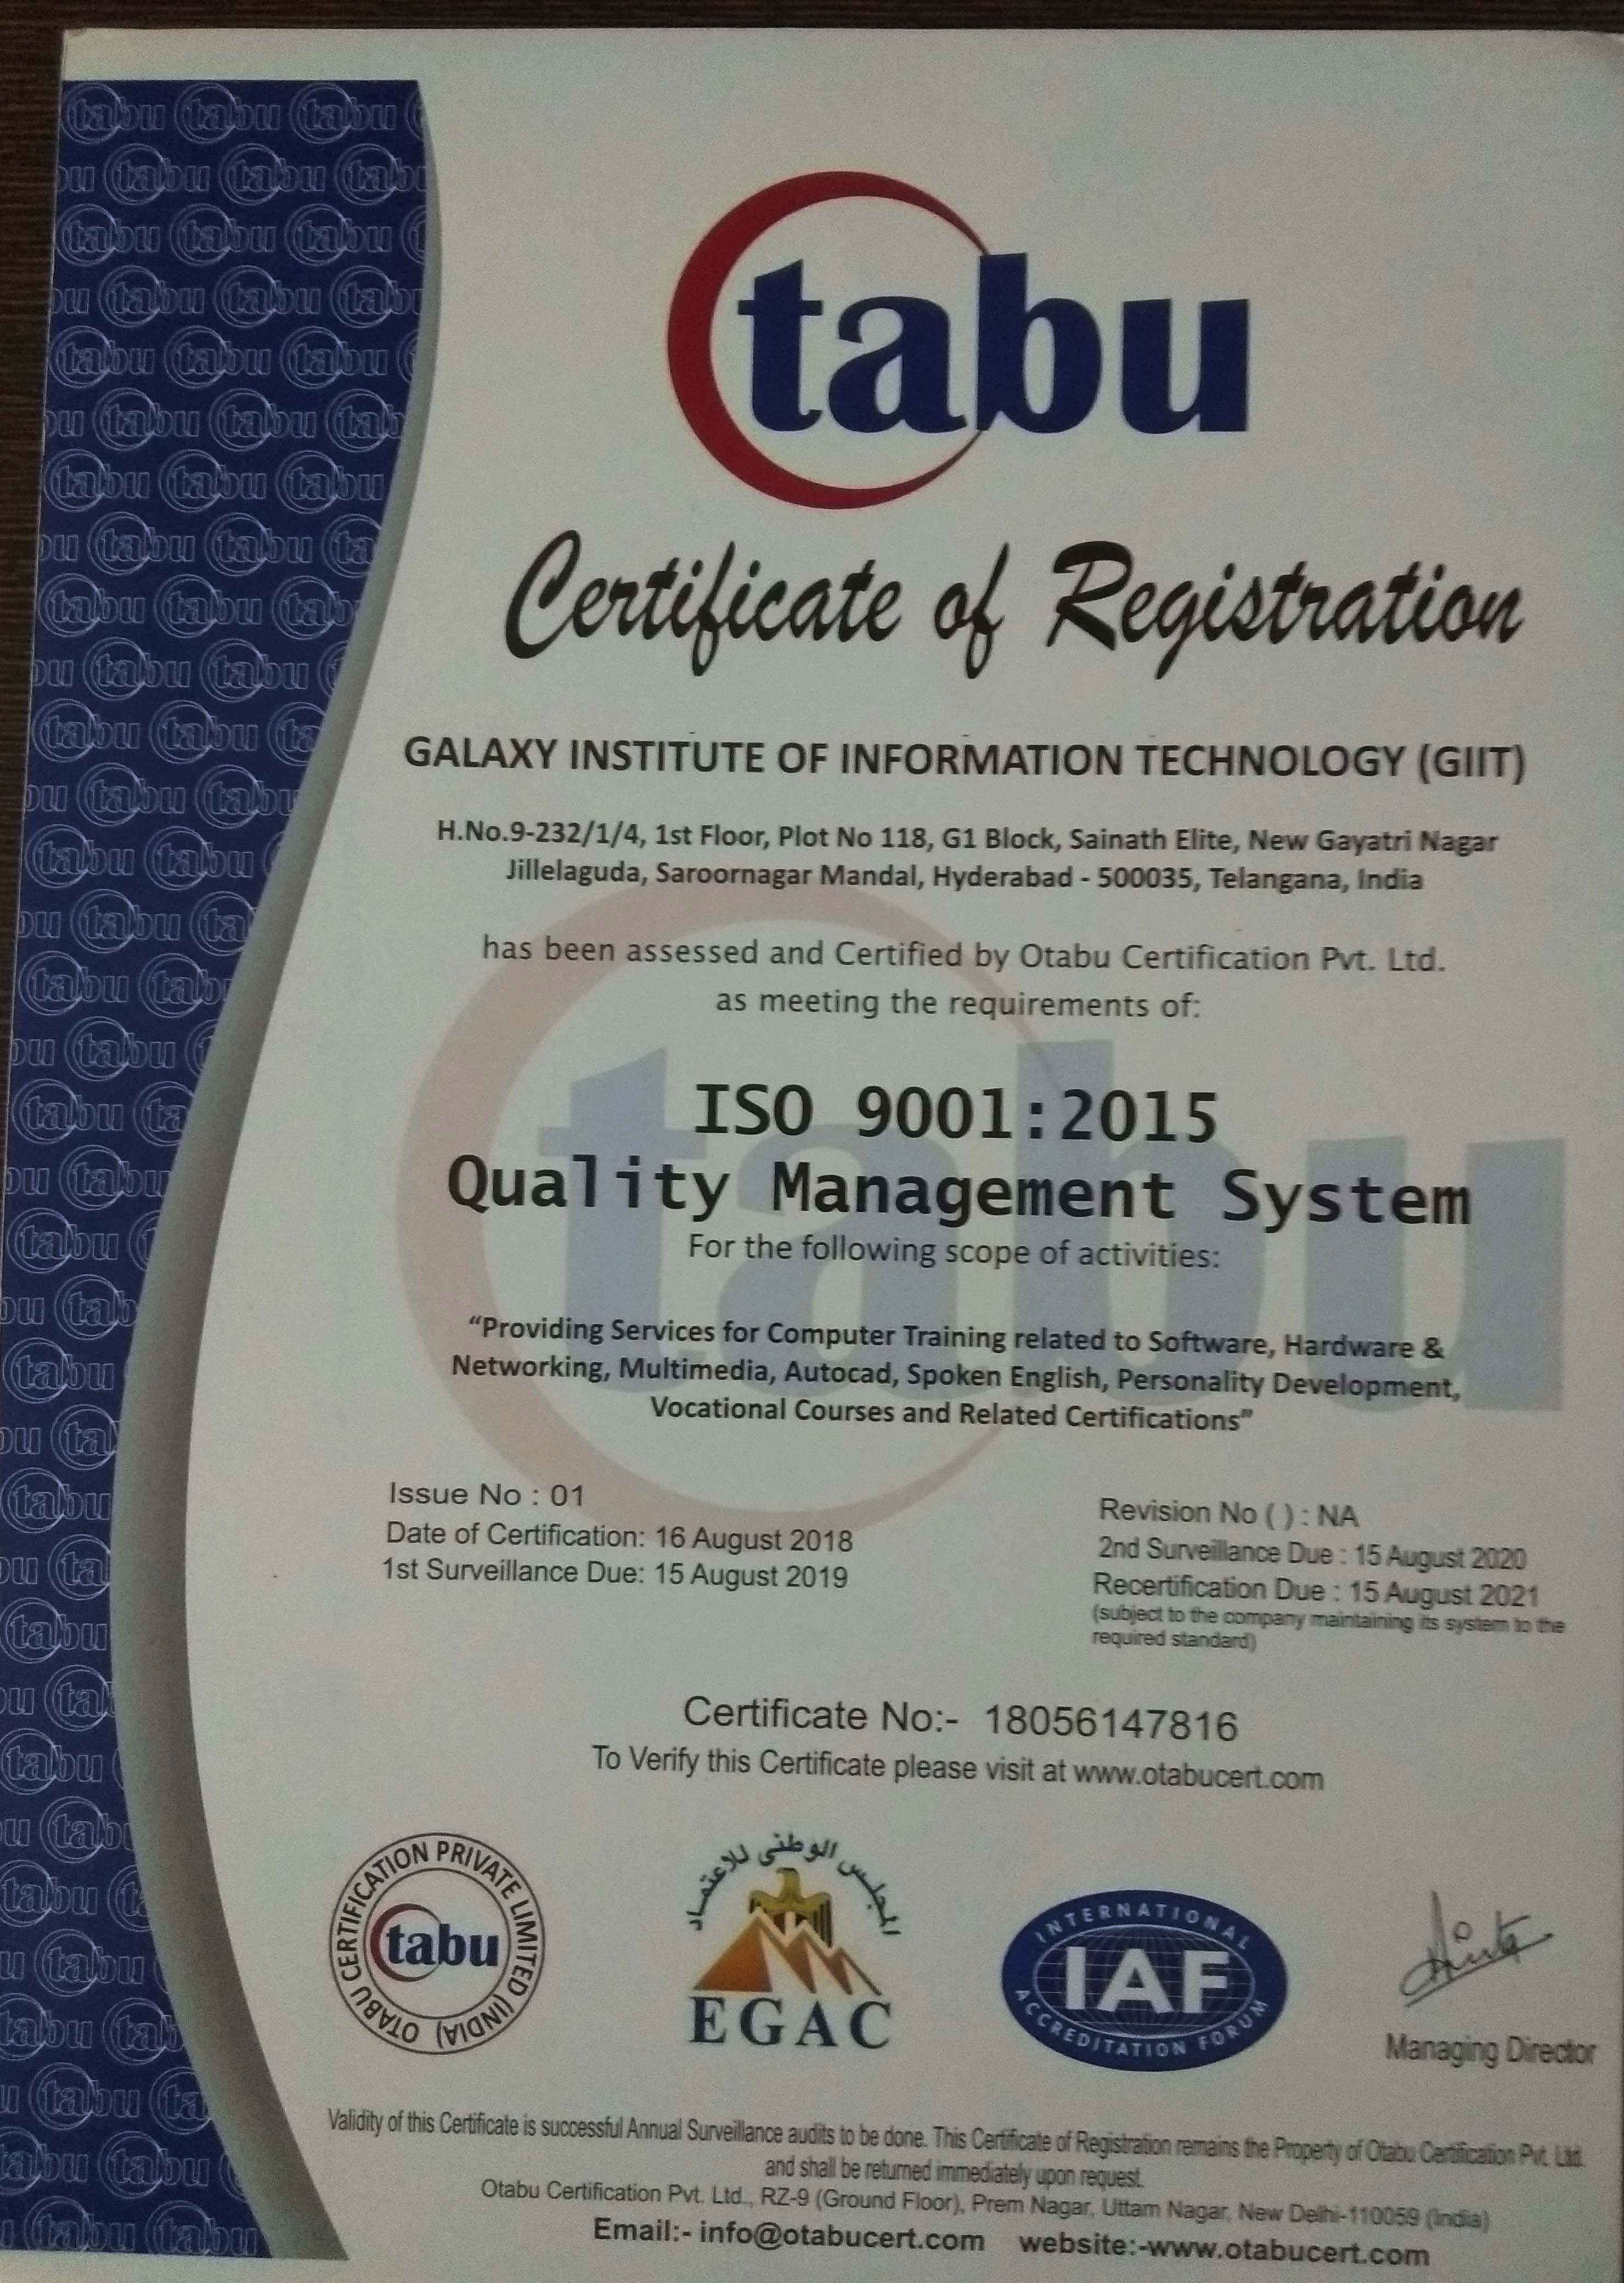 tabu
Certificate of Registration
GALAXY INSTITUTE OF INFORMATION TECHNOLOGY (GIIT)
H.No.9-232/1/4, 1st Floor, Plot No 118, G1 Block, Sainath Elite, New Gayatri Nagar
Jillelaguda, Saroornagar Mandal, Hyderabad - 500035, Telangana, India
has been assessed and Certified by Otabu Certification Pvt. Ltd.
as meeting the requirements of:
ISO 9001:2015
Quality Management System
For the following scope of activities:
“Providing Services for Computer Training related to Software, Hardware &
Networking, Multimedia, Autocad, Spoken English, Personality Development,
Vocational Courses and Related Certifications”
Issue No : 01
Date of Certification: 16 August 2018
1st Surveillance Due: 15 August 2019
Revision No ( ) : NA
2nd Surveillance Due : 15 August 2020
Recertification Due : 15 August 2021
(subject to the company maintaining its system to the
required standard)
Certificate No:- 18056147816
To Verify this Certificate please visit at www.otabucert.com
OTABU CERTIFICATION PRIVATE LIMITED (INDIA)
tabu
المجلس الوطنى للاعتماد
EGAC
INTERNATIONAL
IAF
ACCREDITATION FORUM
Managing Director
Validity of this Certificate is successful Annual Surveillance audits to be done. This Certificate of Registration remains the Property of Otabu Certification Pvt. Ltd.
and shall be returned immediately upon request.
Otabu Certification Pvt. Ltd., RZ-9 (Ground Floor), Prem Nagar, Uttam Nagar, New Delhi-110059 (India)
Email:- info@otabucert.com website:-www.otabucert.com